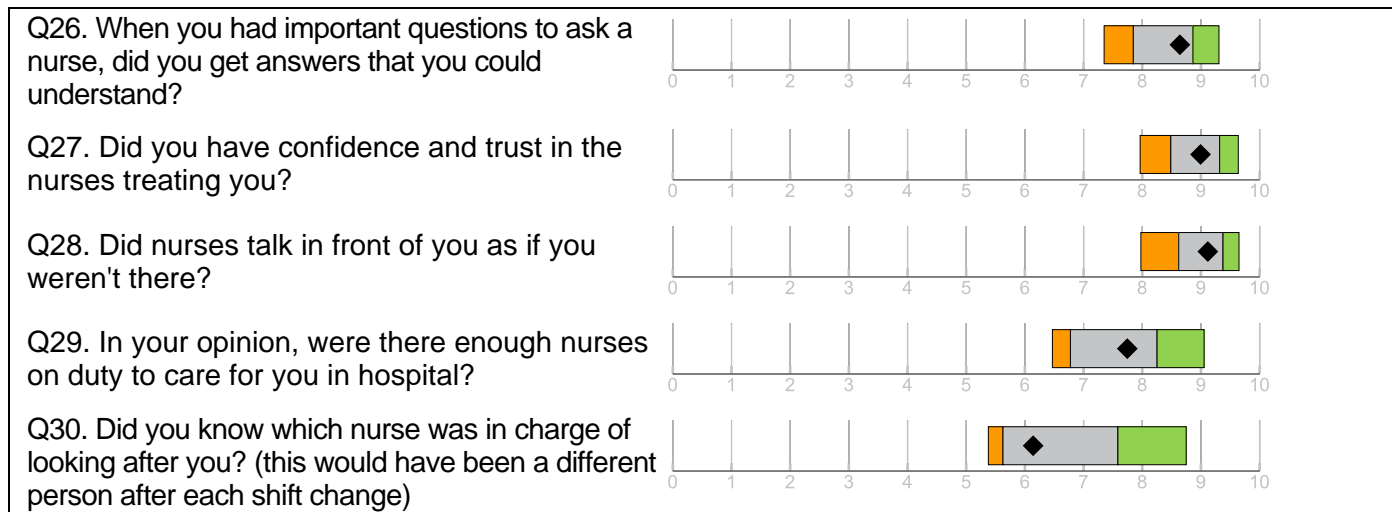 Q26. When you had important questions to ask a
nurse, did you get answers that you could
understand?
0 1 2 3 4 5 6 7 8 9 10
Q27. Did you have confidence and trust in the
nurses treating you?
0 1 2 3 4 5 6 7 8 9 10
Q28. Did nurses talk in front of you as if you
weren't there?
0 1 2 3 4 5 6 7 8 9 10
Q29. In your opinion, were there enough nurses
on duty to care for you in hospital?
0 1 2 3 4 5 6 7 8 9 10
Q30. Did you know which nurse was in charge of
looking after you? (this would have been a different
person after each shift change)
0 1 2 3 4 5 6 7 8 9 10